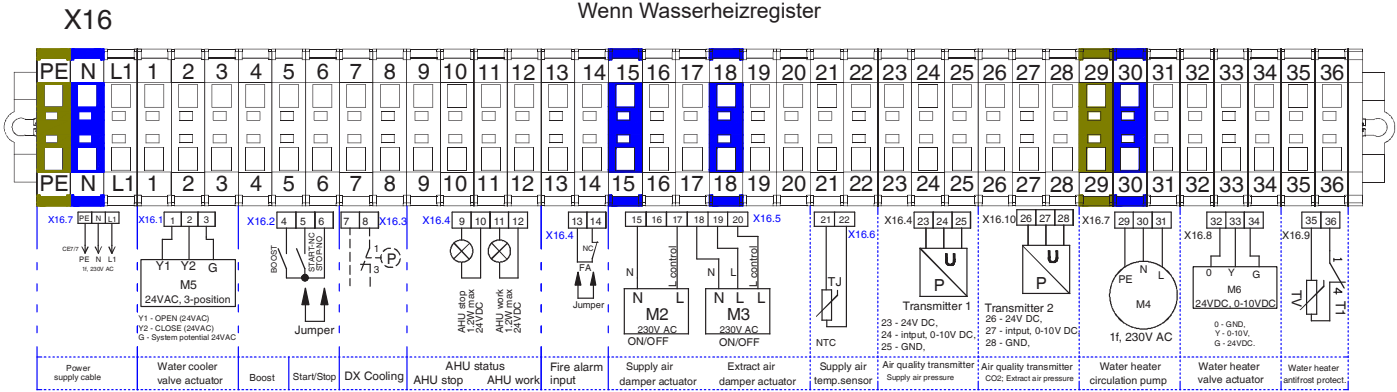 Wenn Wasserheizregister
X16
PE N L1 1 2 3 4 5 6 7 8 9 10 11 12 13 14 15 16 17 18 19 20 21 22 23 24 25 26 27 28 29 30 31 32 33 34 35 36
PE N L1 1 2 3 4 5 6 7 8 9 10 11 12 13 14 15 16 17 18 19 20 21 22 23 24 25 26 27 28 29 30 31 32 33 34 35 36
X16.7 PE N L1
CE7/7
PE N L1
1f, 230V AC
Power
supply cable
X16.1 1 2 3
Y1 Y2 G
M5
24VAC, 3-position
Y1 - OPEN (24VAC)
Y2 - CLOSE (24VAC)
G - System potential 24VAC
Water cooler
valve actuator
X16.2 4 5 6
BOOST
START-NC
STOP-NO
Jumper
Boost
Start/Stop
7 8 X16.3
1
3
P
DX Cooling
X16.4 9 10 11 12
AHU stop
1,2W max
24VDC
AHU work
1,2W max
24VDC
AHU status
AHU stop AHU work
13 14
X16.4
NC
FA
Jumper
Fire alarm
input
15 16 17 18 19 20 X16.5
N
L control
N
L
L control
N L
M2
230V AC
ON/OFF
N L L
M3
230V AC
ON/OFF
Supply air
damper actuator
Extract air
damper actuator
21 22
X16.6
TJ
NTC
Supply air
temp.sensor
X16.4 23 24 25
U
P
Transmitter 1
23 - 24V DC,
24 - intput, 0-10V DC,
25 - GND,
Air quality transmitter
Supply air pressure
X16.10 26 27 28
U
P
Transmitter 2
26 - 24V DC,
27 - intput, 0-10V DC
28 - GND,
Air quality transmitter
CO2; Extract air pressure
X16.7 29 30 31
PE N L
M4
1f, 230V AC
Water heater
circulation pump
32 33 34
X16.8
0 Y G
M6
24VDC, 0-10VDC
0 - GND,
Y - 0-10V,
G - 24VDC.
Water heater
valve actuator
35 36
X16.9
TV
1
4
T1
Water heater
antifrost protect.